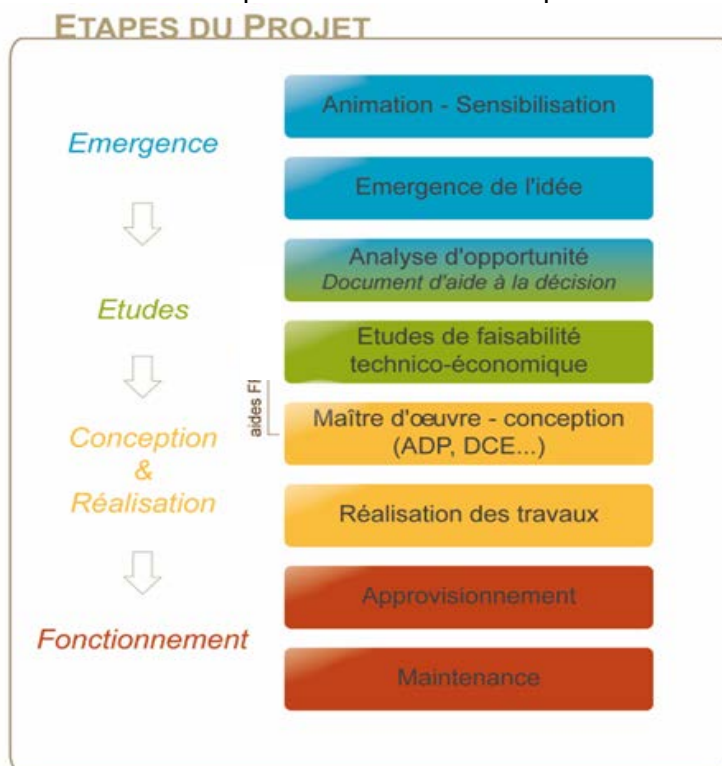 ETAPES DU PROJET
Emergence
Animation - Sensibilisation
Emergence de l'idée
Analyse d'opportunité
Document d'aide à la décision
Etudes
Etudes de faisabilité
technico-économique
aides
Conception
&
Réalisation
Maître d'œuvre - conception
(ADP, DCE...)
Réalisation des travaux
Fonctionnement
Approvisionnement
Maintenance